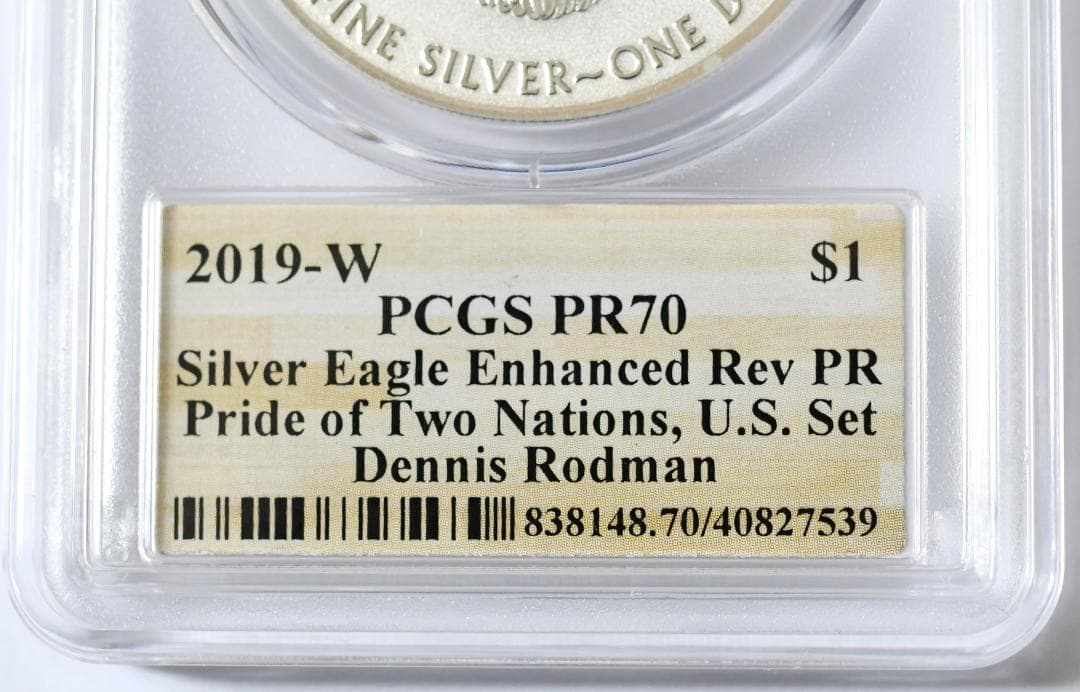 FINE SILVER~ONE D
2019-W $1
PCGS PR70
Silver Eagle Enhanced Rev PR
Pride of Two Nations, U.S. Set
Dennis Rodman
838148.70/40827539